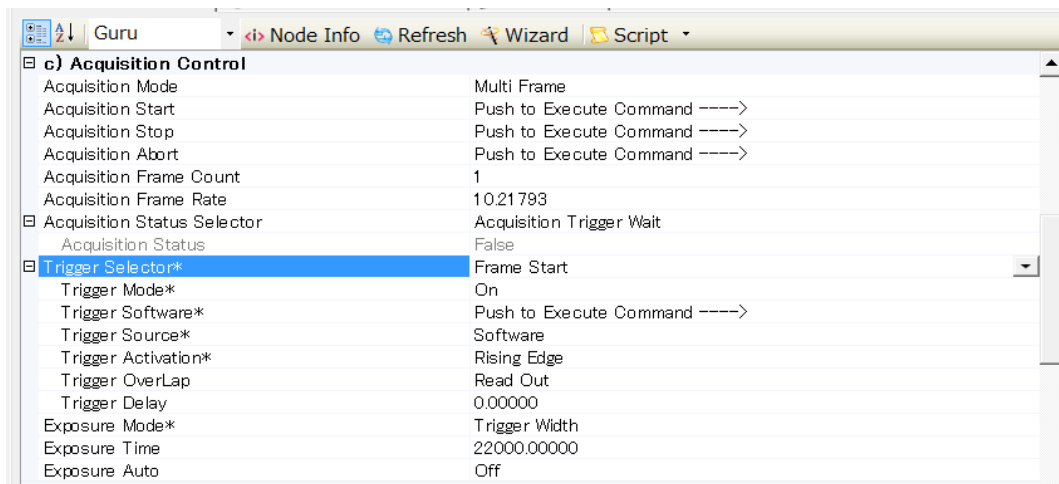 Guru <i> Node Info Refresh Wizard Script
c) Acquisition Control
Acquisition Mode Multi Frame
Acquisition Start Push to Execute Command ---->
Acquisition Stop Push to Execute Command ---->
Acquisition Abort Push to Execute Command ---->
Acquisition Frame Count 1
Acquisition Frame Rate 10.21793
Acquisition Status Selector Acquisition Trigger Wait
Acquisition Status False
Trigger Selector* Frame Start
Trigger Mode* On
Trigger Software* Push to Execute Command ---->
Trigger Source* Software
Trigger Activation* Rising Edge
Trigger OverLap Read Out
Trigger Delay 0.00000
Exposure Mode* Trigger Width
Exposure Time 22000.00000
Exposure Auto Off